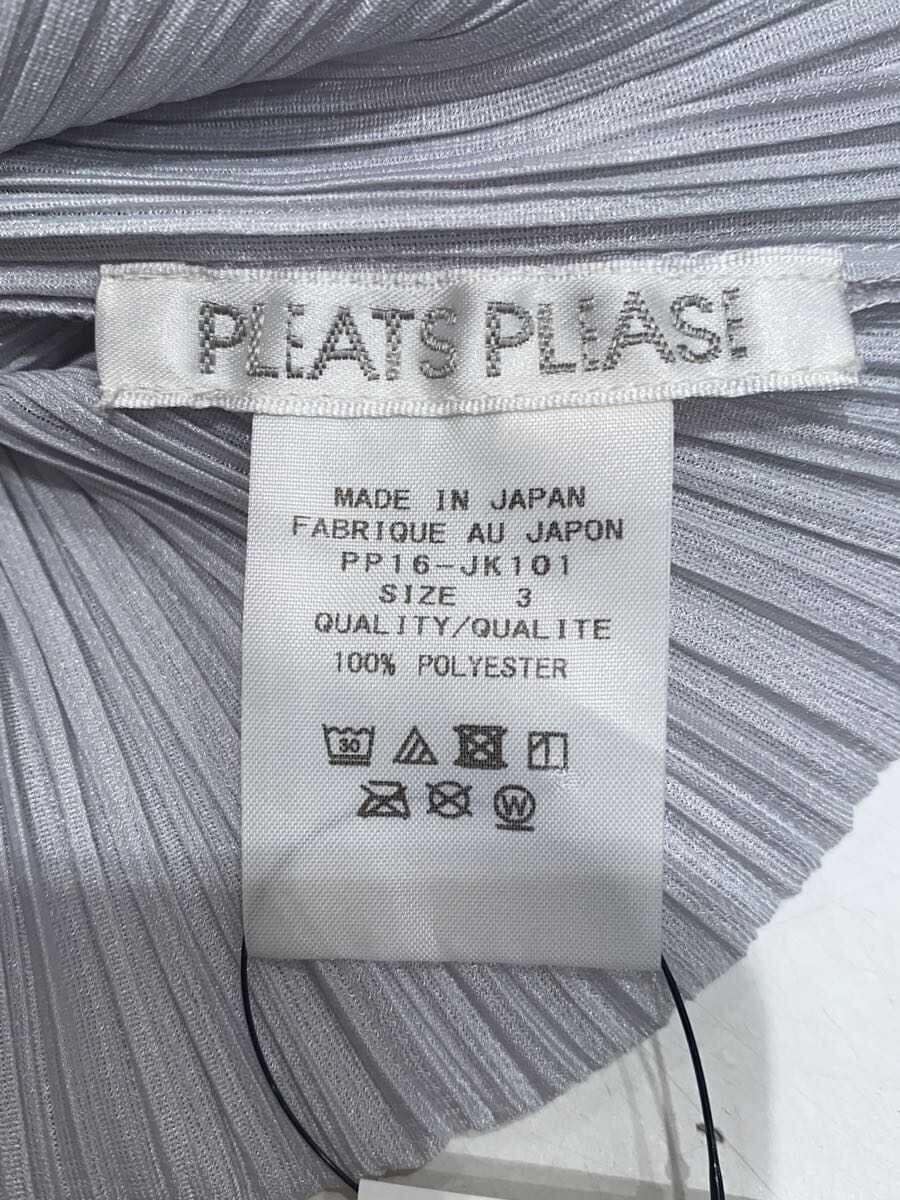 PLEATS PLEASE
MADE IN JAPAN
FABRIQUE AU JAPON
PP16-JK101
SIZE 3
QUALITY/QUALITE
100% POLYESTER
30
W